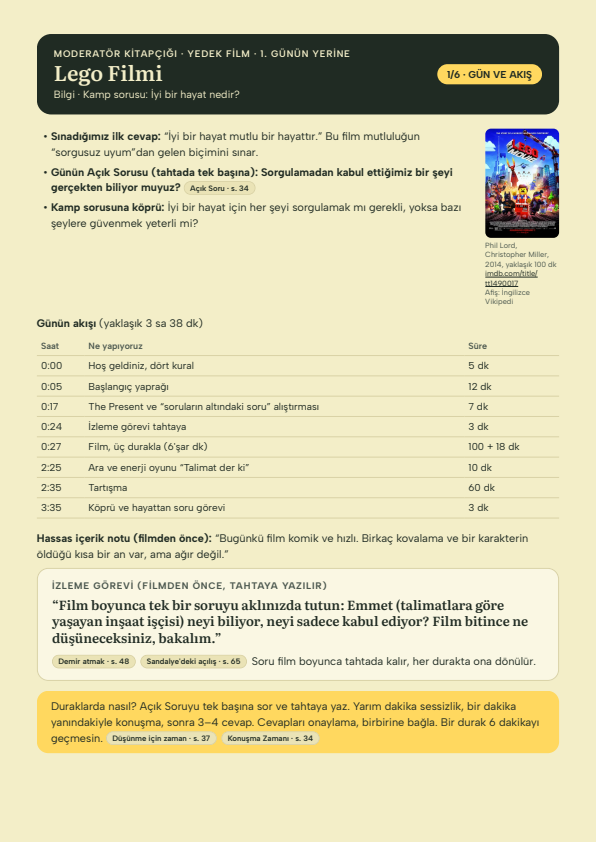 MODERATÖR KİTAPÇIĞI · YEDEK FİLM · 1. GÜNÜN YERİNE
Lego Filmi
Bilgi · Kamp sorusu: İyi bir hayat nedir?
1/6 · GÜN VE AKIŞ
• Sınadığımız ilk cevap: “İyi bir hayat mutlu bir hayattır.” Bu film mutluluğun
“sorgusuz uyum”dan gelen biçimini sınar.
• Günün Açık Sorusu (tahtada tek başına): Sorgulamadan kabul ettiğimiz bir şeyi
gerçekten biliyor muyuz? Açık Soru · s. 34
• Kamp sorusuna köprü: İyi bir hayat için her şeyi sorgulamak mı gerekli, yoksa bazı
şeylere güvenmek yeterli mi?
Phil Lord,
Christopher Miller,
2014, yaklaşık 100 dk
imdb.com/title/
tt1490017
Afiş: İngilizce
Vikipedi
Günün akışı (yaklaşık 3 sa 38 dk)
Saat Ne yapıyoruz Süre
0:00 Hoş geldiniz, dört kural 5 dk
0:05 Başlangıç yaprağı 12 dk
0:17 The Present ve “soruların altındaki soru” alıştırması 7 dk
0:24 İzleme görevi tahtaya 3 dk
0:27 Film, üç durakla (6’şar dk) 100 + 18 dk
2:25 Ara ve enerji oyunu “Talimat der ki” 10 dk
2:35 Tartışma 60 dk
3:35 Köprü ve hayattan soru görevi 3 dk
Hassas içerik notu (filmden önce): “Bugünkü film komik ve hızlı. Birkaç kovalama ve bir karakterin
öldüğü kısa bir an var, ama ağır değil.”
İZLEME GÖREVİ (FİLMDEN ÖNCE, TAHTAYA YAZILIR)
“Film boyunca tek bir soruyu aklınızda tutun: Emmet (talimatlara göre
yaşayan inşaat işçisi) neyi biliyor, neyi sadece kabul ediyor? Film bitince ne
düşüneceksiniz, bakalım.”
Demir atmak · s. 48 Sandalye’deki açılış · s. 65 Soru film boyunca tahtada kalır, her durakta ona dönülür.
Duraklarda nasıl? Açık Soruyu tek başına sor ve tahtaya yaz. Yarım dakika sessizlik, bir dakika
yanındakiyle konuşma, sonra 3–4 cevap. Cevapları onaylama, birbirine bağla. Bir durak 6 dakikayı
geçmesin. Düşünme için zaman · s. 37 Konuşma Zamanı · s. 34